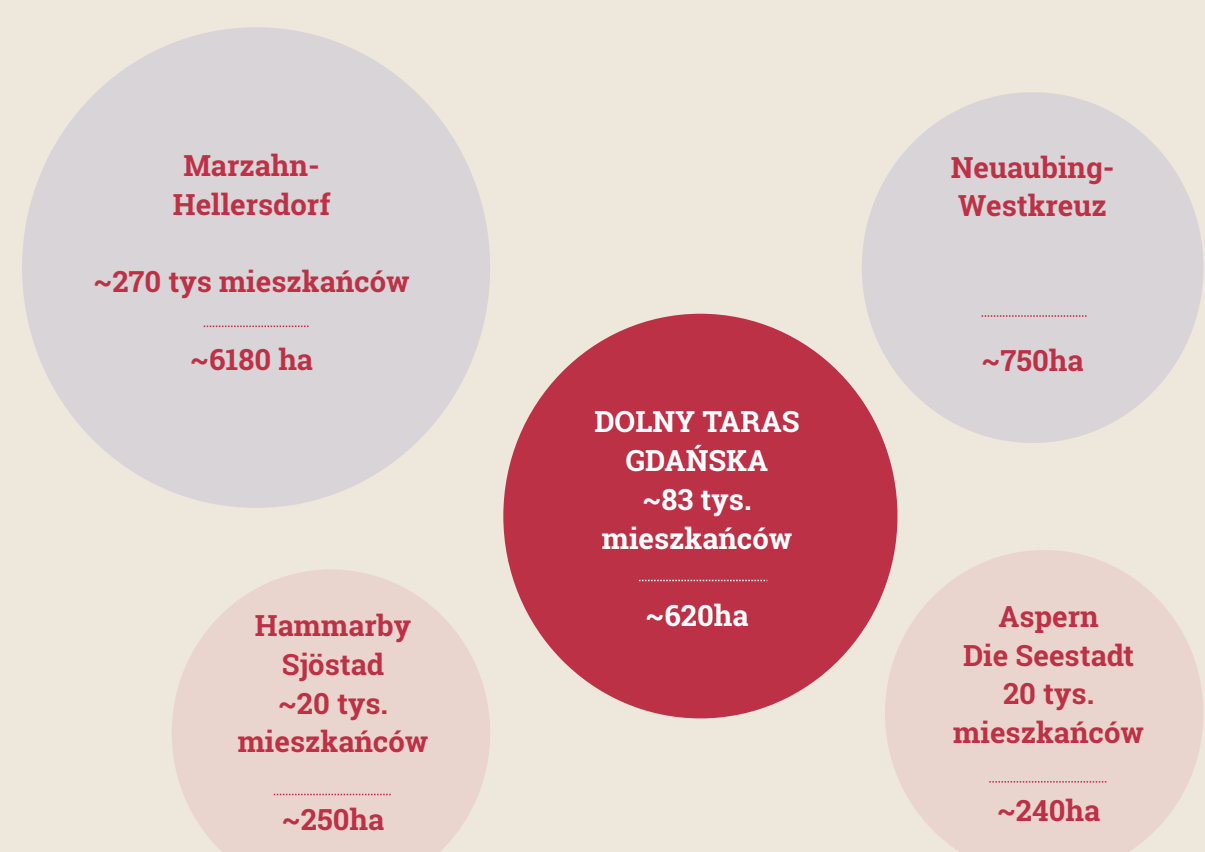 Marzahn-
Hellersdorf
~270 tys mieszkańców
~6180 ha
Neuaubing-
Westkreuz
~750ha
DOLNY TARAS
GDAŃSKA
~83 tys.
mieszkańców
~620ha
Hammarby
Sjöstad
~20 tys.
mieszkańców
~250ha
Aspern
Die Seestadt
20 tys.
mieszkańców
~240ha